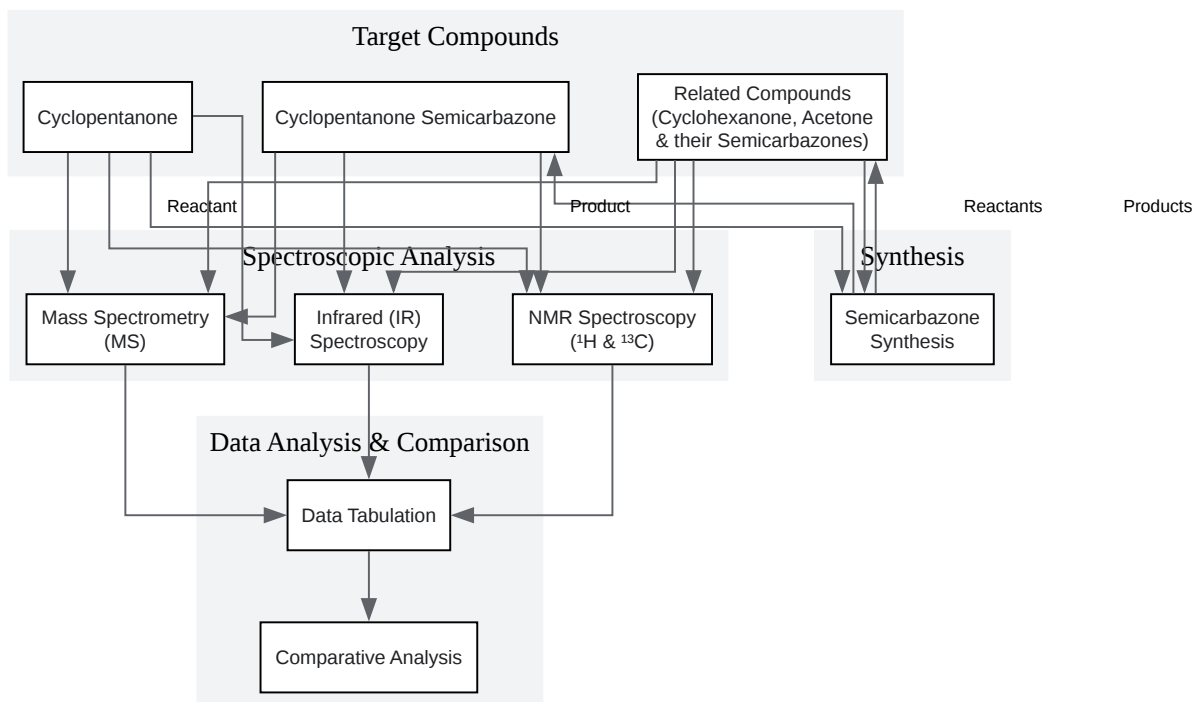 Target Compounds
Cyclopentanone
Cyclopentanone Semicarbazone
Related Compounds
(Cyclohexanone, Acetone
& their Semicarbazones)
Reactant
Product
Reactants
Products
Spectroscopic Analysis
Synthesis
Mass Spectrometry
(MS)
Infrared (IR)
Spectroscopy
NMR Spectroscopy
(¹H & ¹³C)
Semicarbazone
Synthesis
Data Analysis & Comparison
Data Tabulation
Comparative Analysis